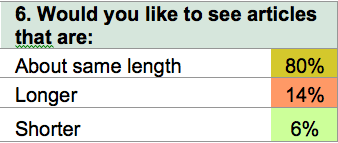 6. Would you like to see articles
that are:
About same length 80%
Longer 14%
Shorter 6%